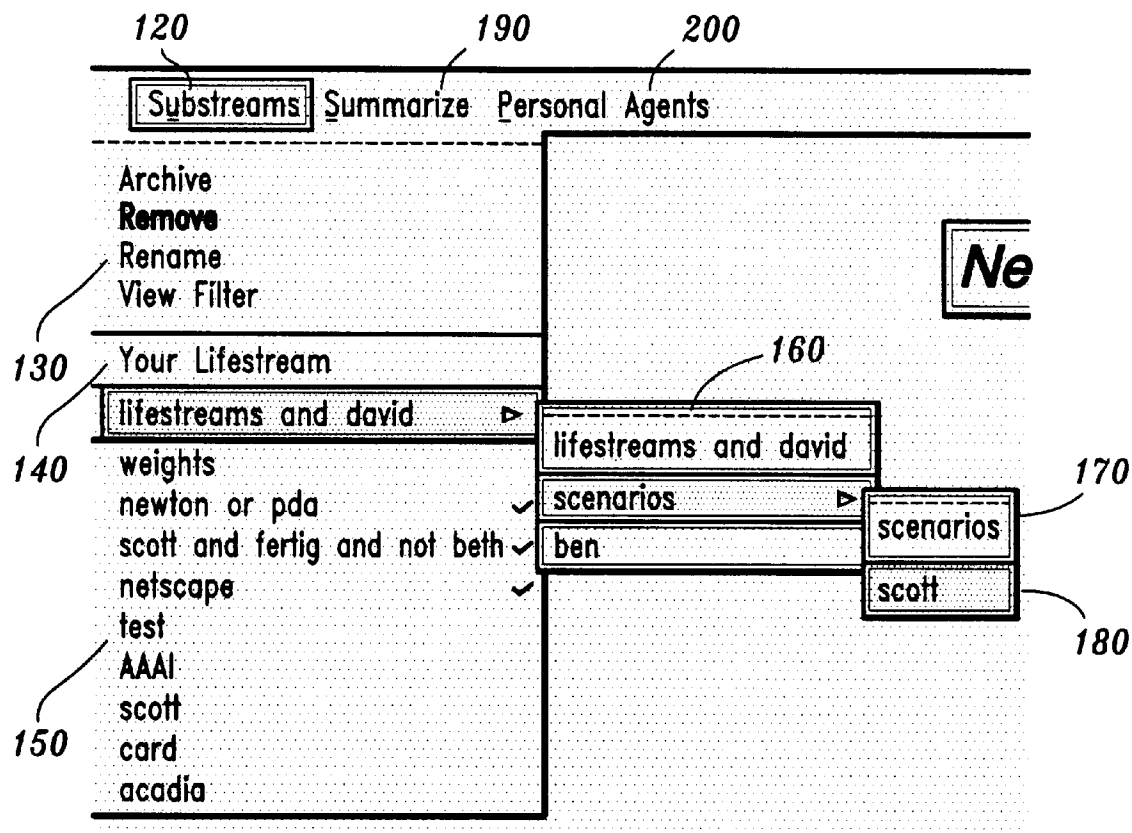 120 190 200
Substreams Summarize Personal Agents
Archive
Remove
Rename
View Filter
Ne
130
Your Lifestream
160
140
lifestreams and david
lifestreams and david
weights
newton or pda
scenarios
170
scenarios
scott and fertig and not beth
ben
netscape
scott
180
test
AAAI
scott
150
card
acadia